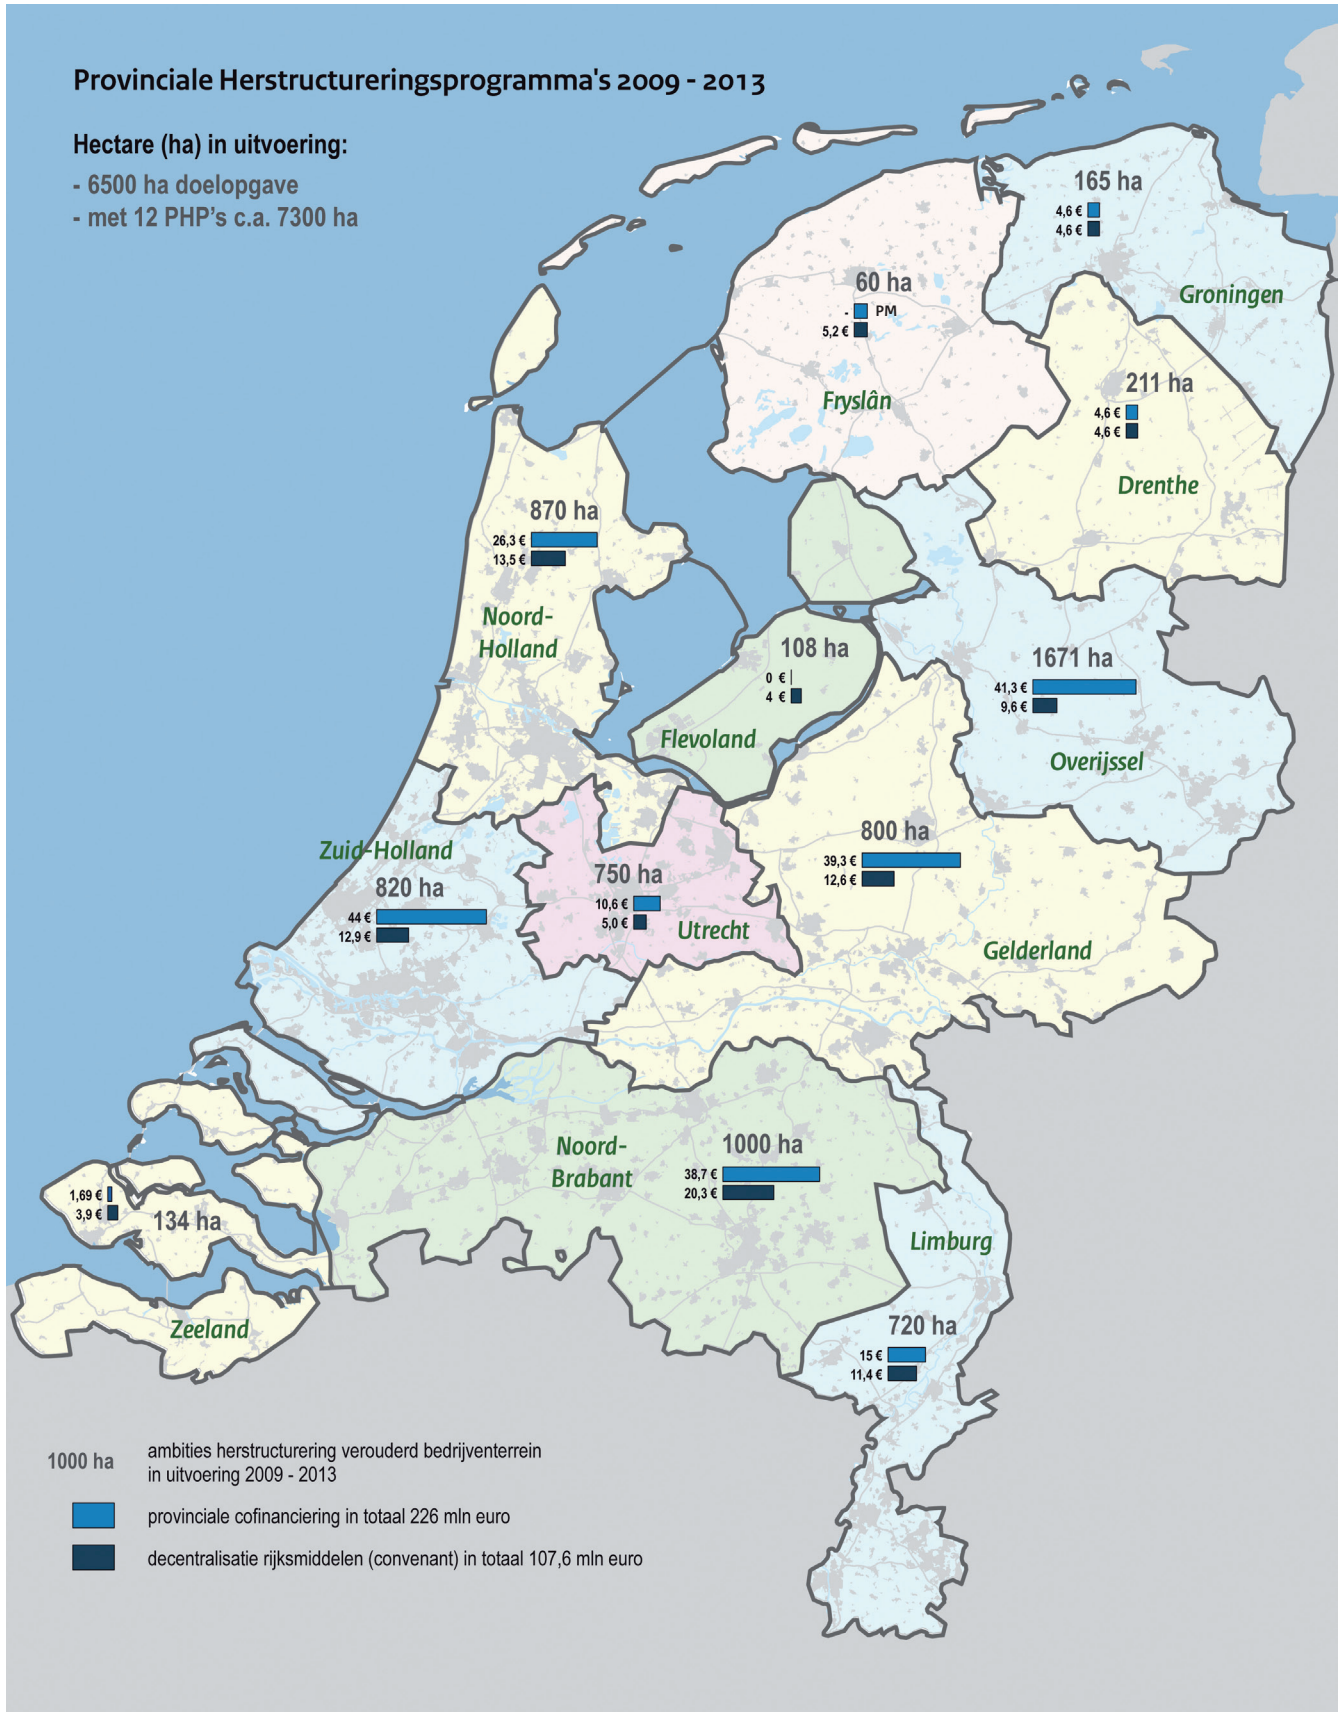 Provinciale Herstructureringsprogramma's 2009 - 2013
Hectare (ha) in uitvoering:
- 6500 ha doelopgave
- met 12 PHP's c.a. 7300 ha
165 ha
4,6 €
4,6 €
Groningen
60 ha
- PM
5,2 €
Fryslân
211 ha
4,6 €
4,6 €
Drenthe
870 ha
26,3 €
13,5 €
Noord-
Holland
108 ha
0 €
4 €
Flevoland
1671 ha
41,3 €
9,6 €
Overijssel
800 ha
39,3 €
12,6 €
Gelderland
Zuid-Holland
820 ha
44 €
12,9 €
750 ha
10,6 €
5,0 €
Utrecht
Noord-
Brabant
1000 ha
38,7 €
20,3 €
1,69 €
3,9 €
134 ha
Zeeland
Limburg
720 ha
15 €
11,4 €
1000 ha
ambities herstructurering verouderd bedrijventerrein
in uitvoering 2009 - 2013
provinciale cofinanciering in totaal 226 mln euro
decentralisatie rijksmiddelen (convenant) in totaal 107,6 mln euro